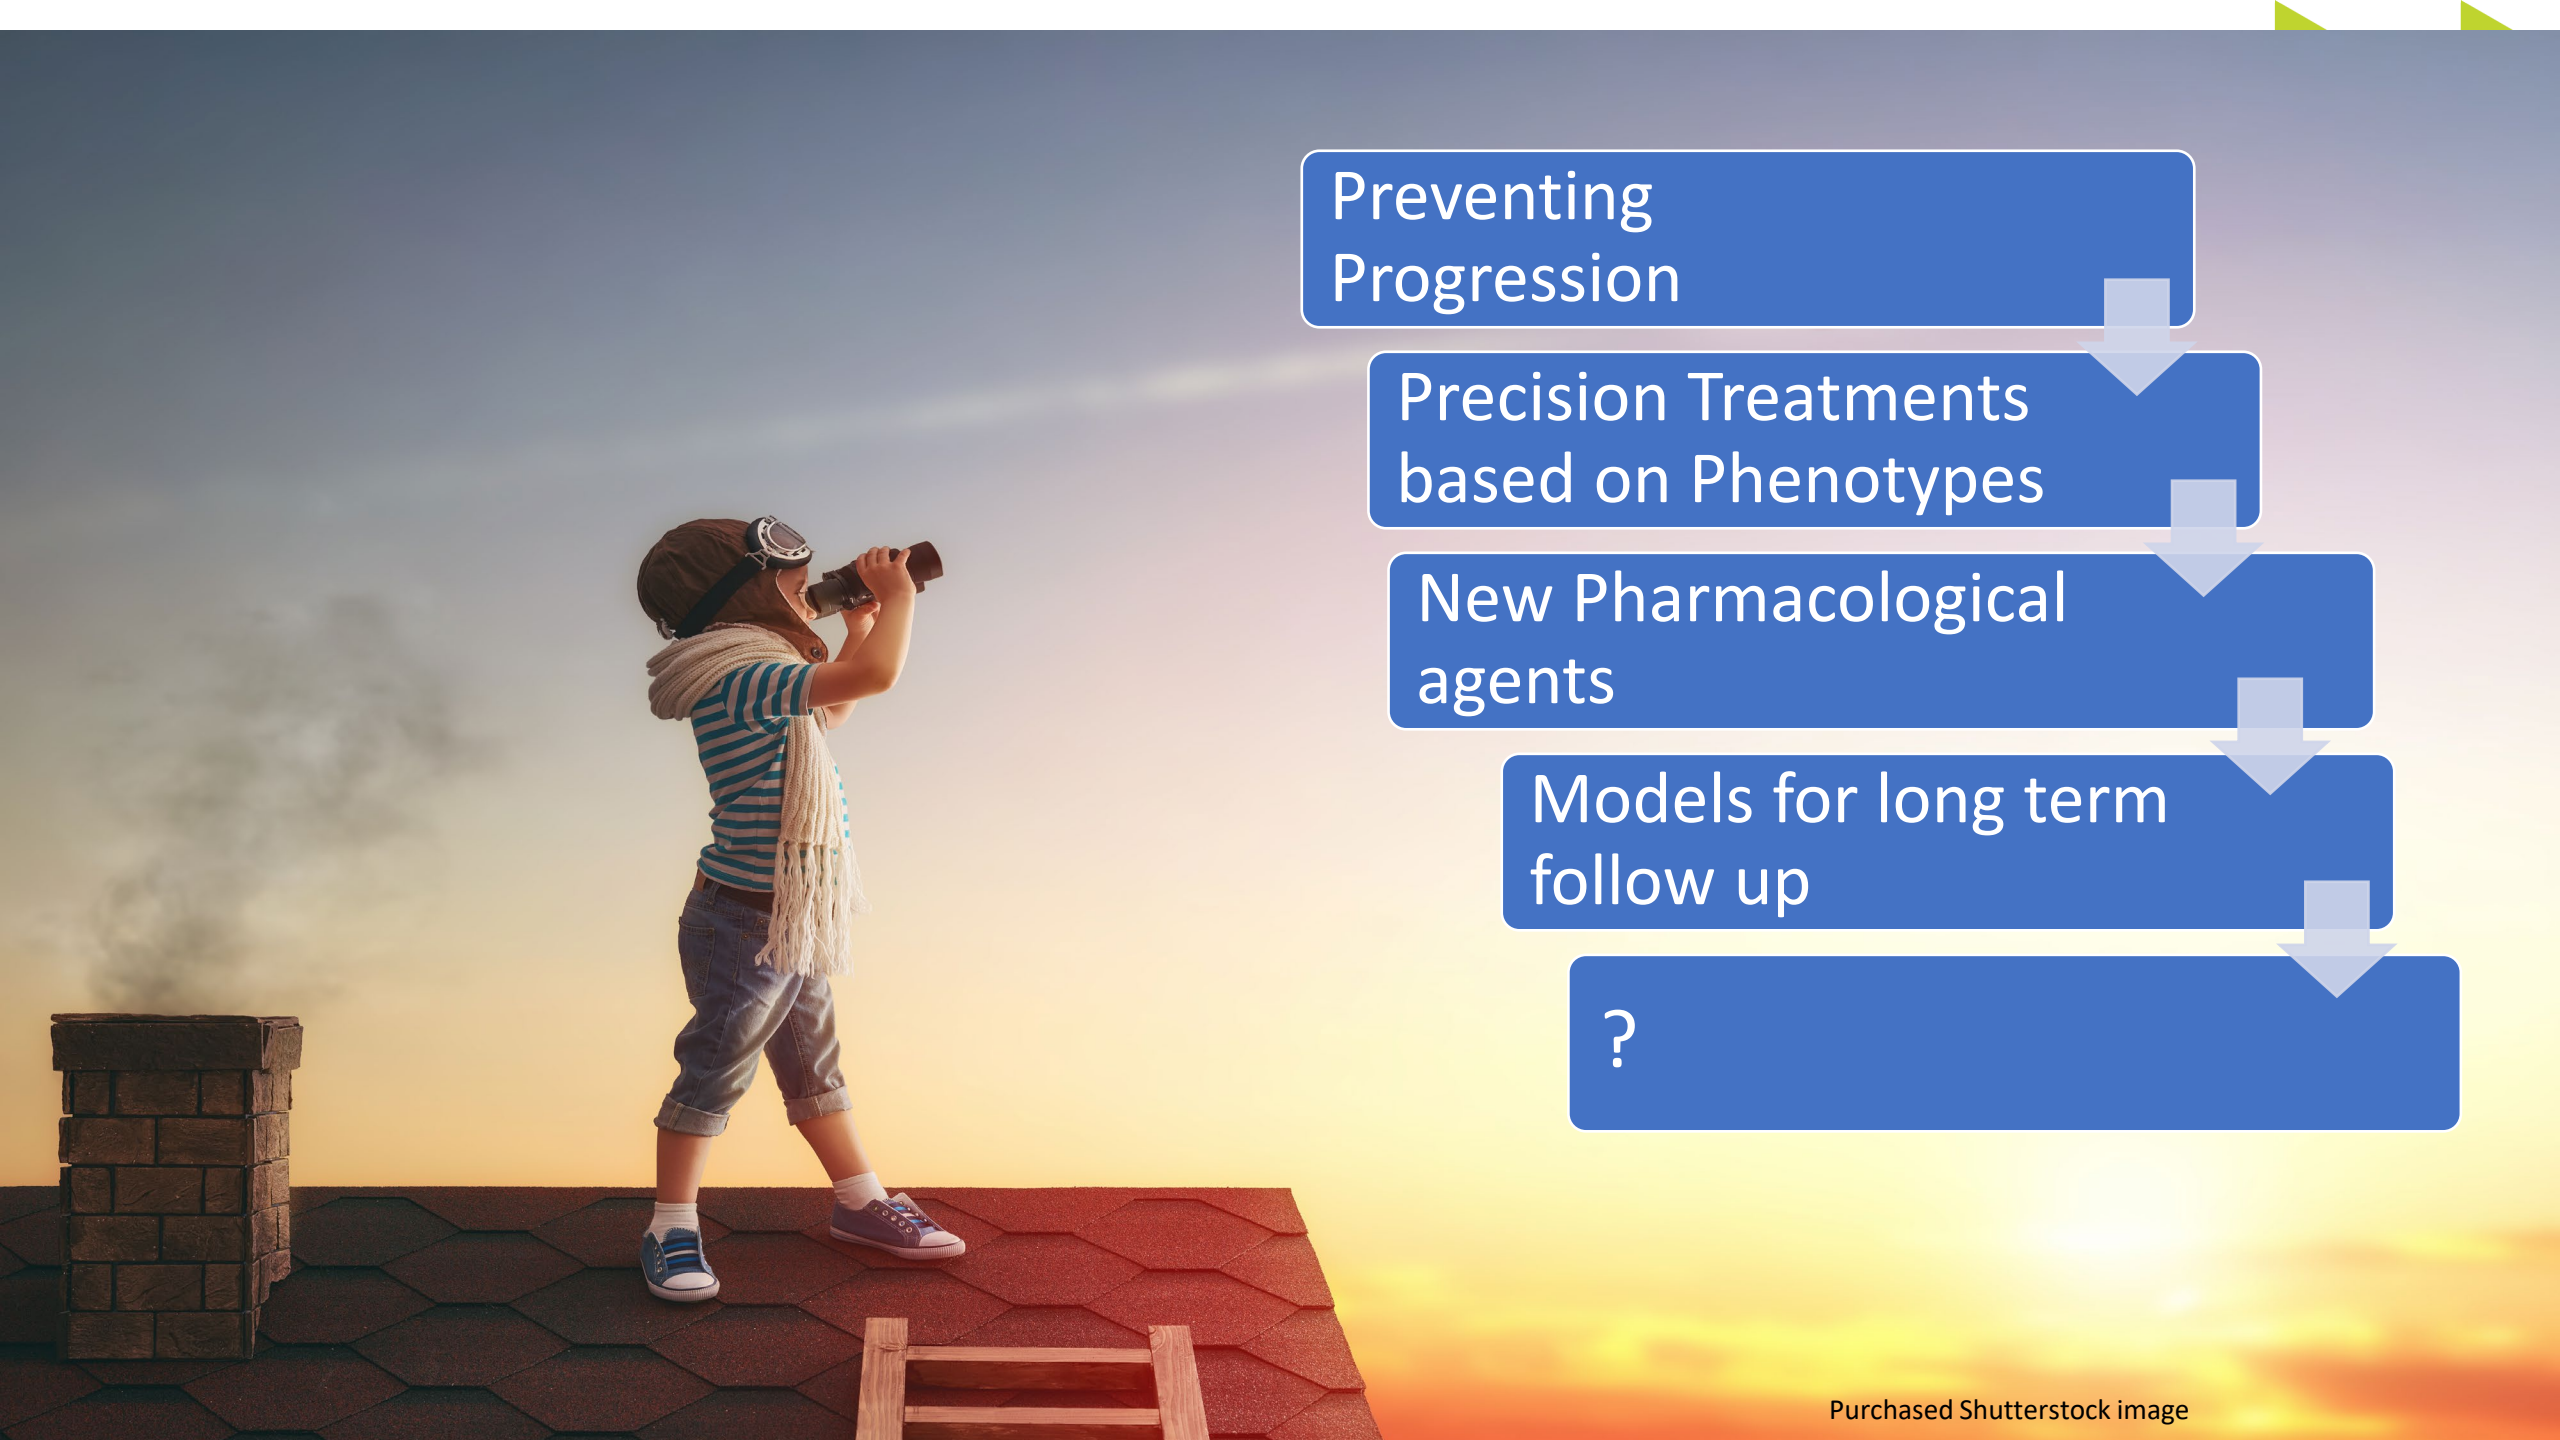 Preventing
Progression
Precision Treatments
based on Phenotypes
New Pharmacological
agents
Models for long term
follow up
?
Purchased Shutterstock image